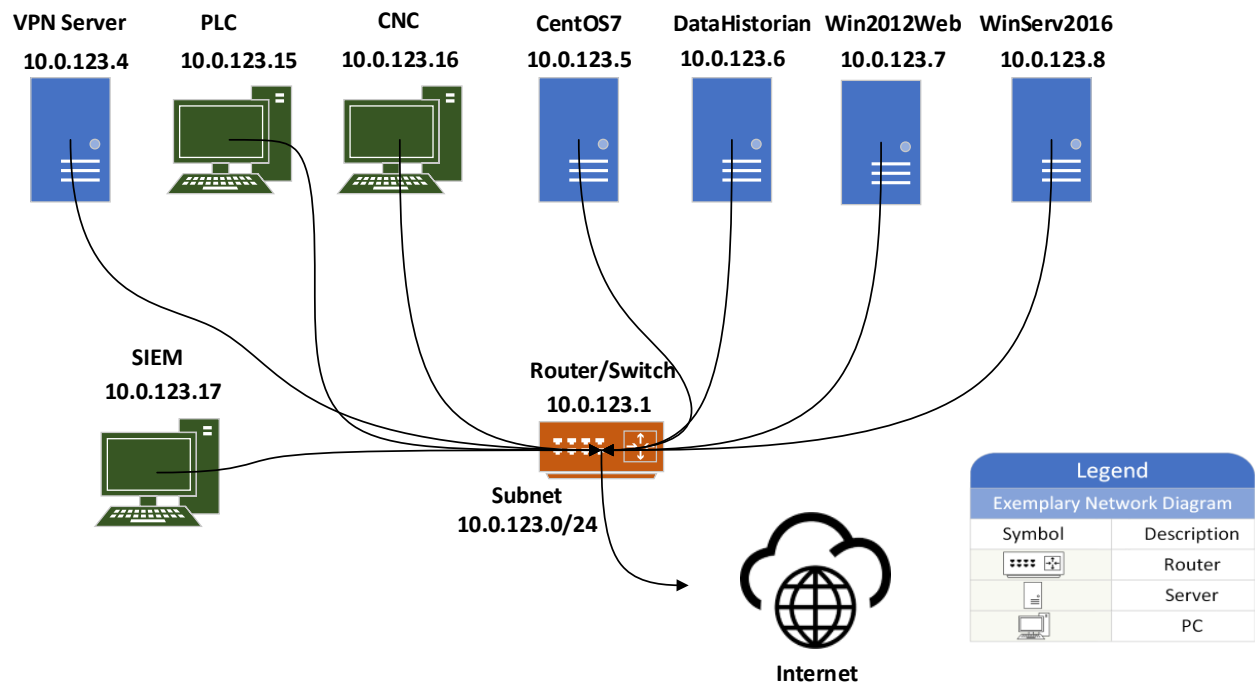 VPN Server
10.0.123.4
PLC
10.0.123.15
CNC
10.0.123.16
CentOS7
10.0.123.5
DataHistorian
10.0.123.6
Win2012Web
10.0.123.7
WinServ2016
10.0.123.8
SIEM
10.0.123.17
Router/Switch
10.0.123.1
Subnet
10.0.123.0/24
Internet
Legend
Exemplary Network Diagram
Symbol Description
Router
Server
PC